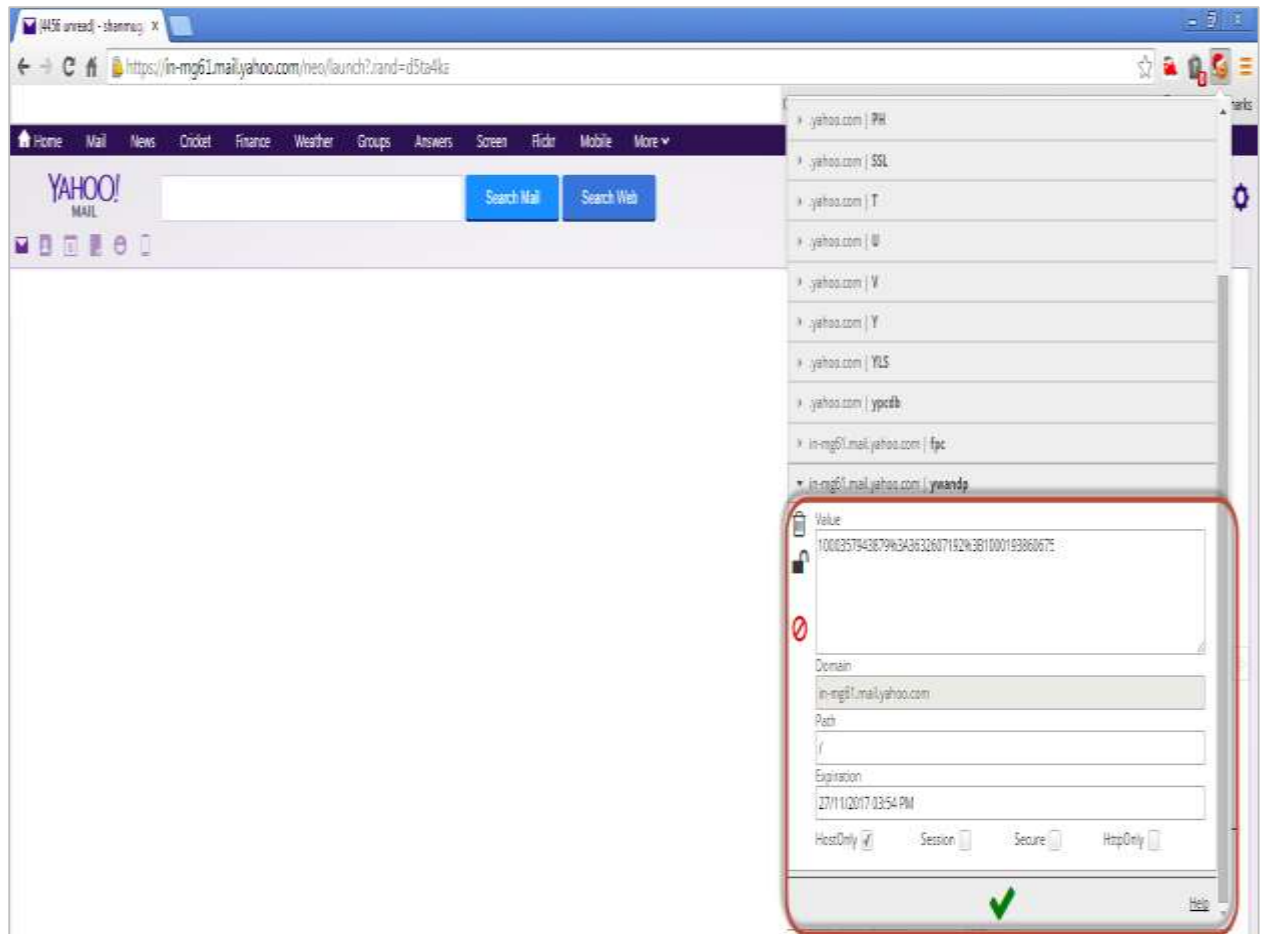 (4456 unread) - shanmug x
https://in-mg61.mail.yahoo.com/neo/launch?.rand=d5ta4ka
Home Mail News Cricket Finance Weather Groups Answers Screen Flickr Mobile More
YAHOO!
MAIL
Search Mail Search Web
.yahoo.com | PH
.yahoo.com | SSL
.yahoo.com | T
.yahoo.com | U
.yahoo.com | V
.yahoo.com | Y
.yahoo.com | YLS
.yahoo.com | ypcdb
in-mg61.mail.yahoo.com | fpc
in-mg61.mail.yahoo.com | ywandp
Value
1000357943879%3A3632607192%3B1000193860675
Domain
in-mg61.mail.yahoo.com
Path
/
Expiration
27/11/2017 03:54 PM
HostOnly Session Secure HttpOnly
Help